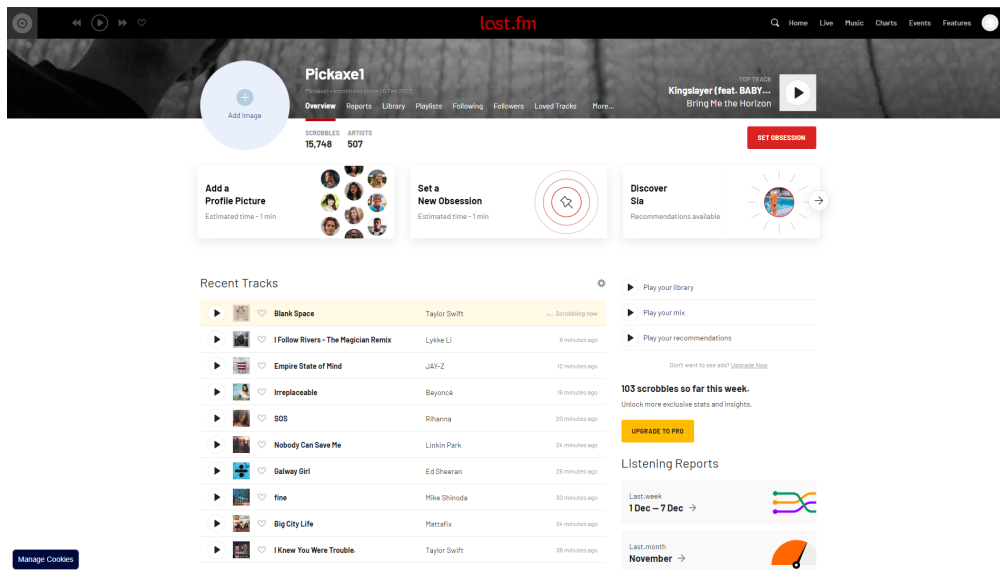 last.fm
Home Live Music Charts Events Features
Pickaxe1
Pickaxe1 • scrobbling since 20 Feb 2023
Overview Reports Library Playlists Following Followers Loved Tracks More...
TOP TRACK
Kingslayer (feat. BABY...
Bring Me the Horizon
Add image
SCROBBLES ARTISTS
15,748 507
SET OBSESSION
Add a
Profile Picture
Estimated time – 1 min
Set a
New Obsession
Estimated time – 1 min
Discover
Sia
Recommendations available
Recent Tracks
Blank Space Taylor Swift Scrobbling now
I Follow Rivers - The Magician Remix Lykke Li 8 minutes ago
Empire State of Mind JAY-Z 12 minutes ago
Irreplaceable Beyoncé 16 minutes ago
SOS Rihanna 20 minutes ago
Nobody Can Save Me Linkin Park 24 minutes ago
Galway Girl Ed Sheeran 26 minutes ago
fine Mike Shinoda 30 minutes ago
Big City Life Mattafix 34 minutes ago
I Knew You Were Trouble. Taylor Swift 38 minutes ago
Play your library
Play your mix
Play your recommendations
Don't want to see ads? Upgrade Now
103 scrobbles so far this week.
Unlock more exclusive stats and insights.
UPGRADE TO PRO
Listening Reports
Last.week
1 Dec — 7 Dec
Last.month
November
Manage Cookies